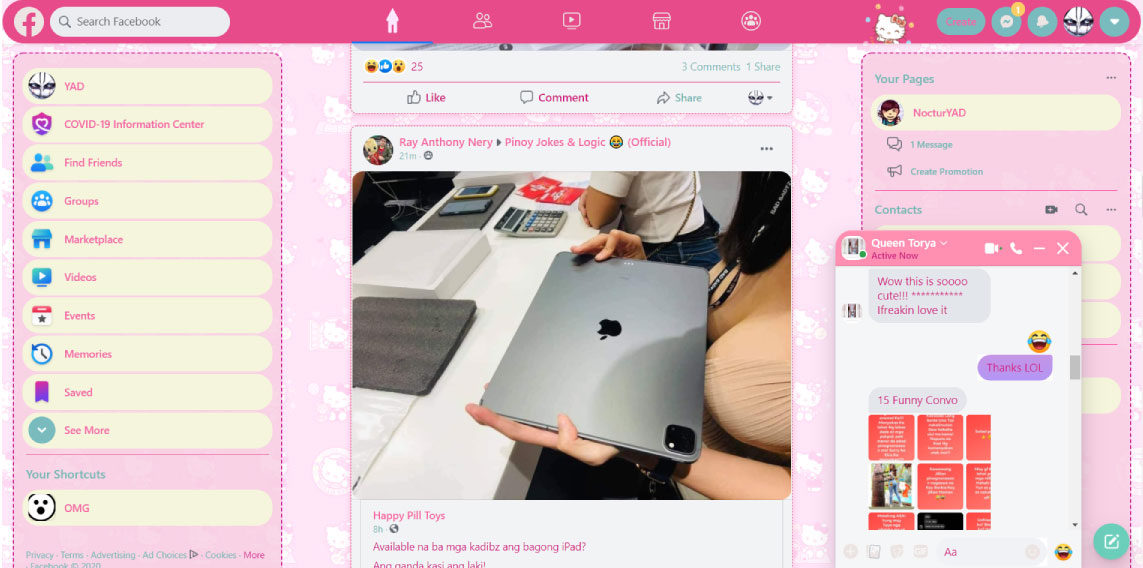 Search Facebook
Create
1
YAD
COVID-19 Information Center
Find Friends
Groups
Marketplace
Videos
Events
Memories
Saved
See More
Your Shortcuts
OMG
Privacy · Terms · Advertising · Ad Choices · Cookies · More
· Facebook © 2020
25
3 Comments 1 Share
Like
Comment
Share
Ray Anthony Nery Pinoy Jokes & Logic 😆 (Official)
21m ·
Happy Pill Toys
8h ·
Available na ba mga kadibz ang bagong iPad?
Ang ganda kasi ang laki!
Your Pages
NocturYAD
1 Message
Create Promotion
Contacts
Queen Torya
Active Now
Wow this is soooo
cute!!! ***********
Ifreakin love it
Thanks LOL
15 Funny Convo
Aa